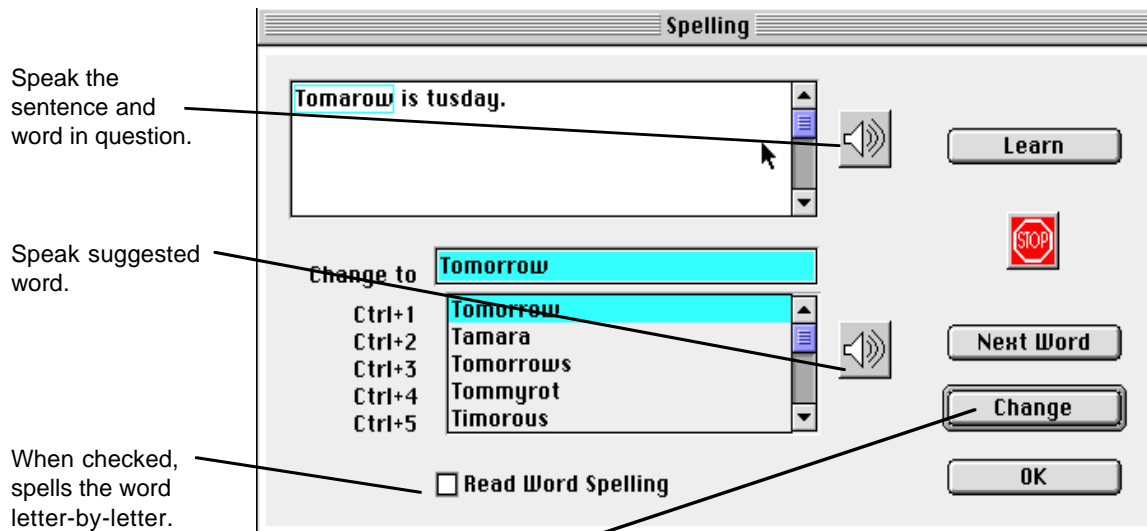 Spelling
Speak the
sentence and
word in question.
Tomarow is tusday.
Learn
STOP
Speak suggested
word.
Change to
Tomorrow
Ctrl+1 Tomorrow
Ctrl+2 Tamara
Ctrl+3 Tomorrows
Ctrl+4 Tommyrot
Ctrl+5 Timorous
Next Word
Change
When checked,
spells the word
letter-by-letter.
Read Word Spelling
OK